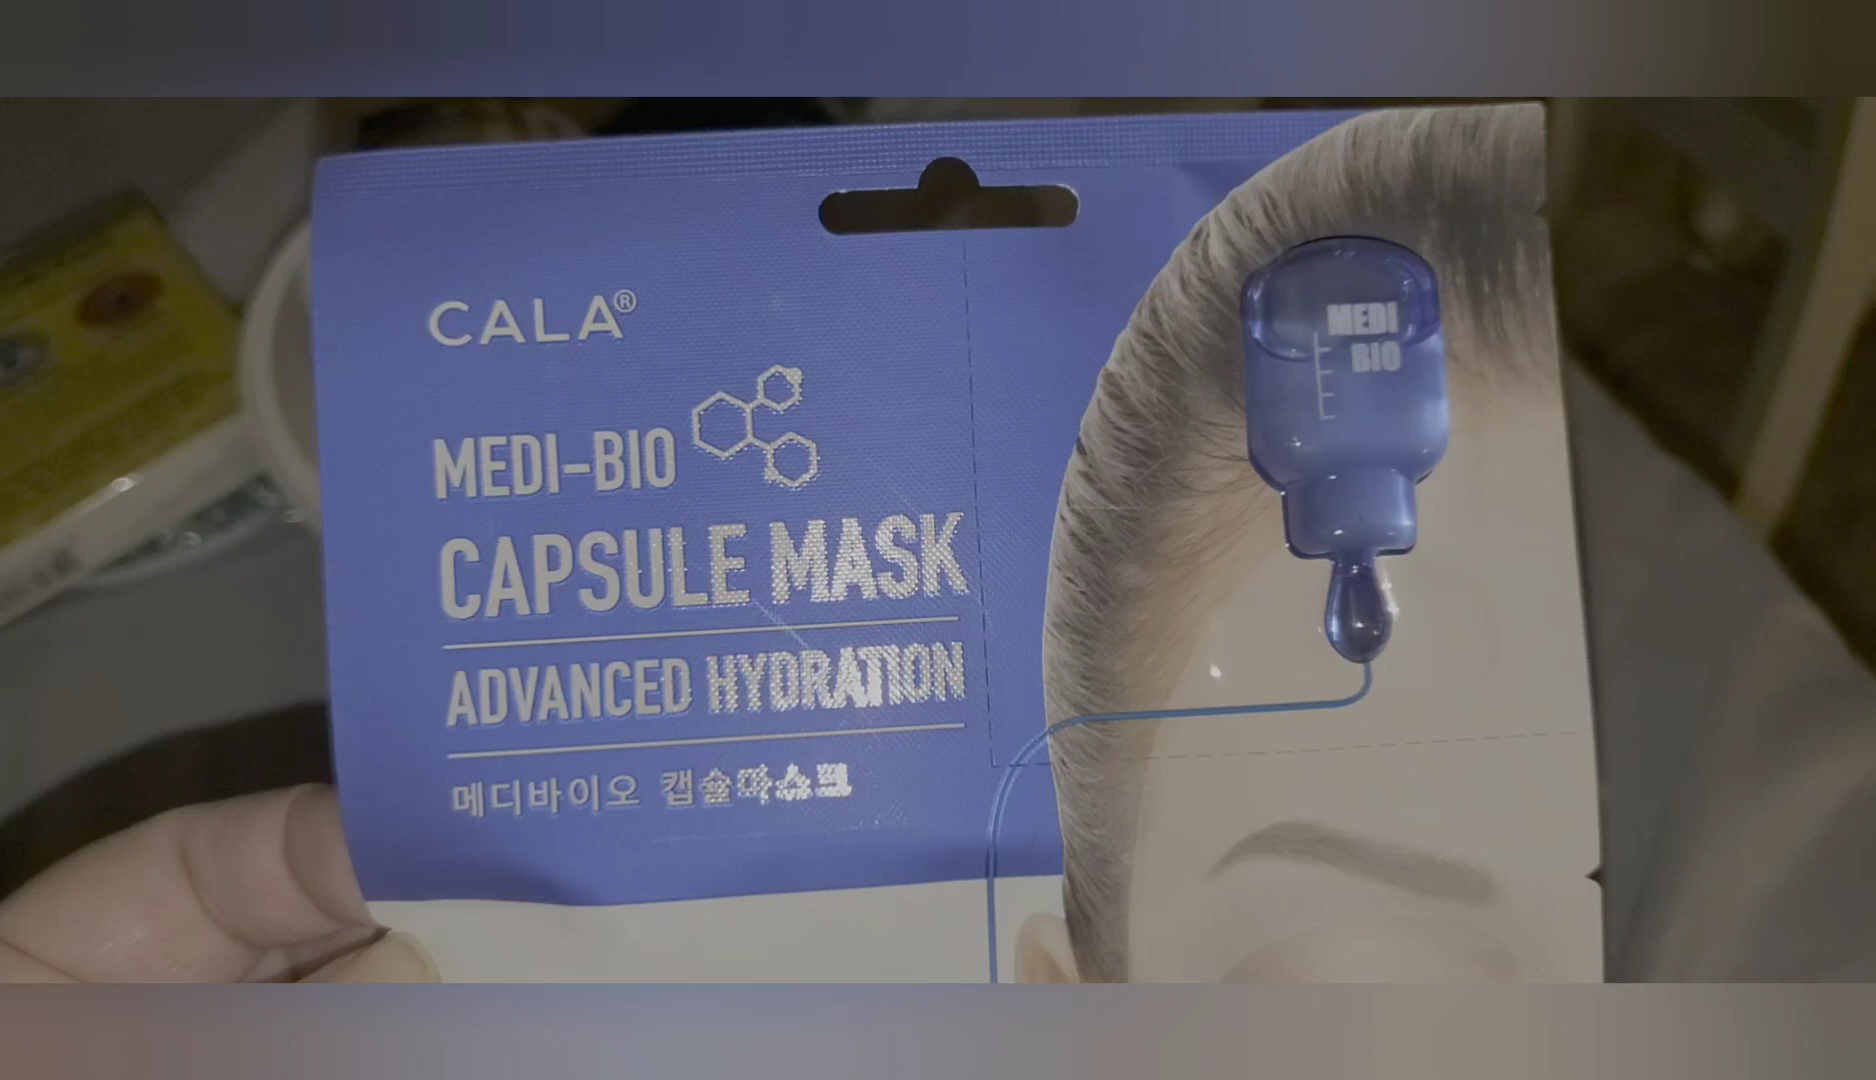 CALA®
MEDI-BIO
CAPSULE MASK
ADVANCED HYDRATION
메디바이오 캡슐마스크
MEDI
BIO